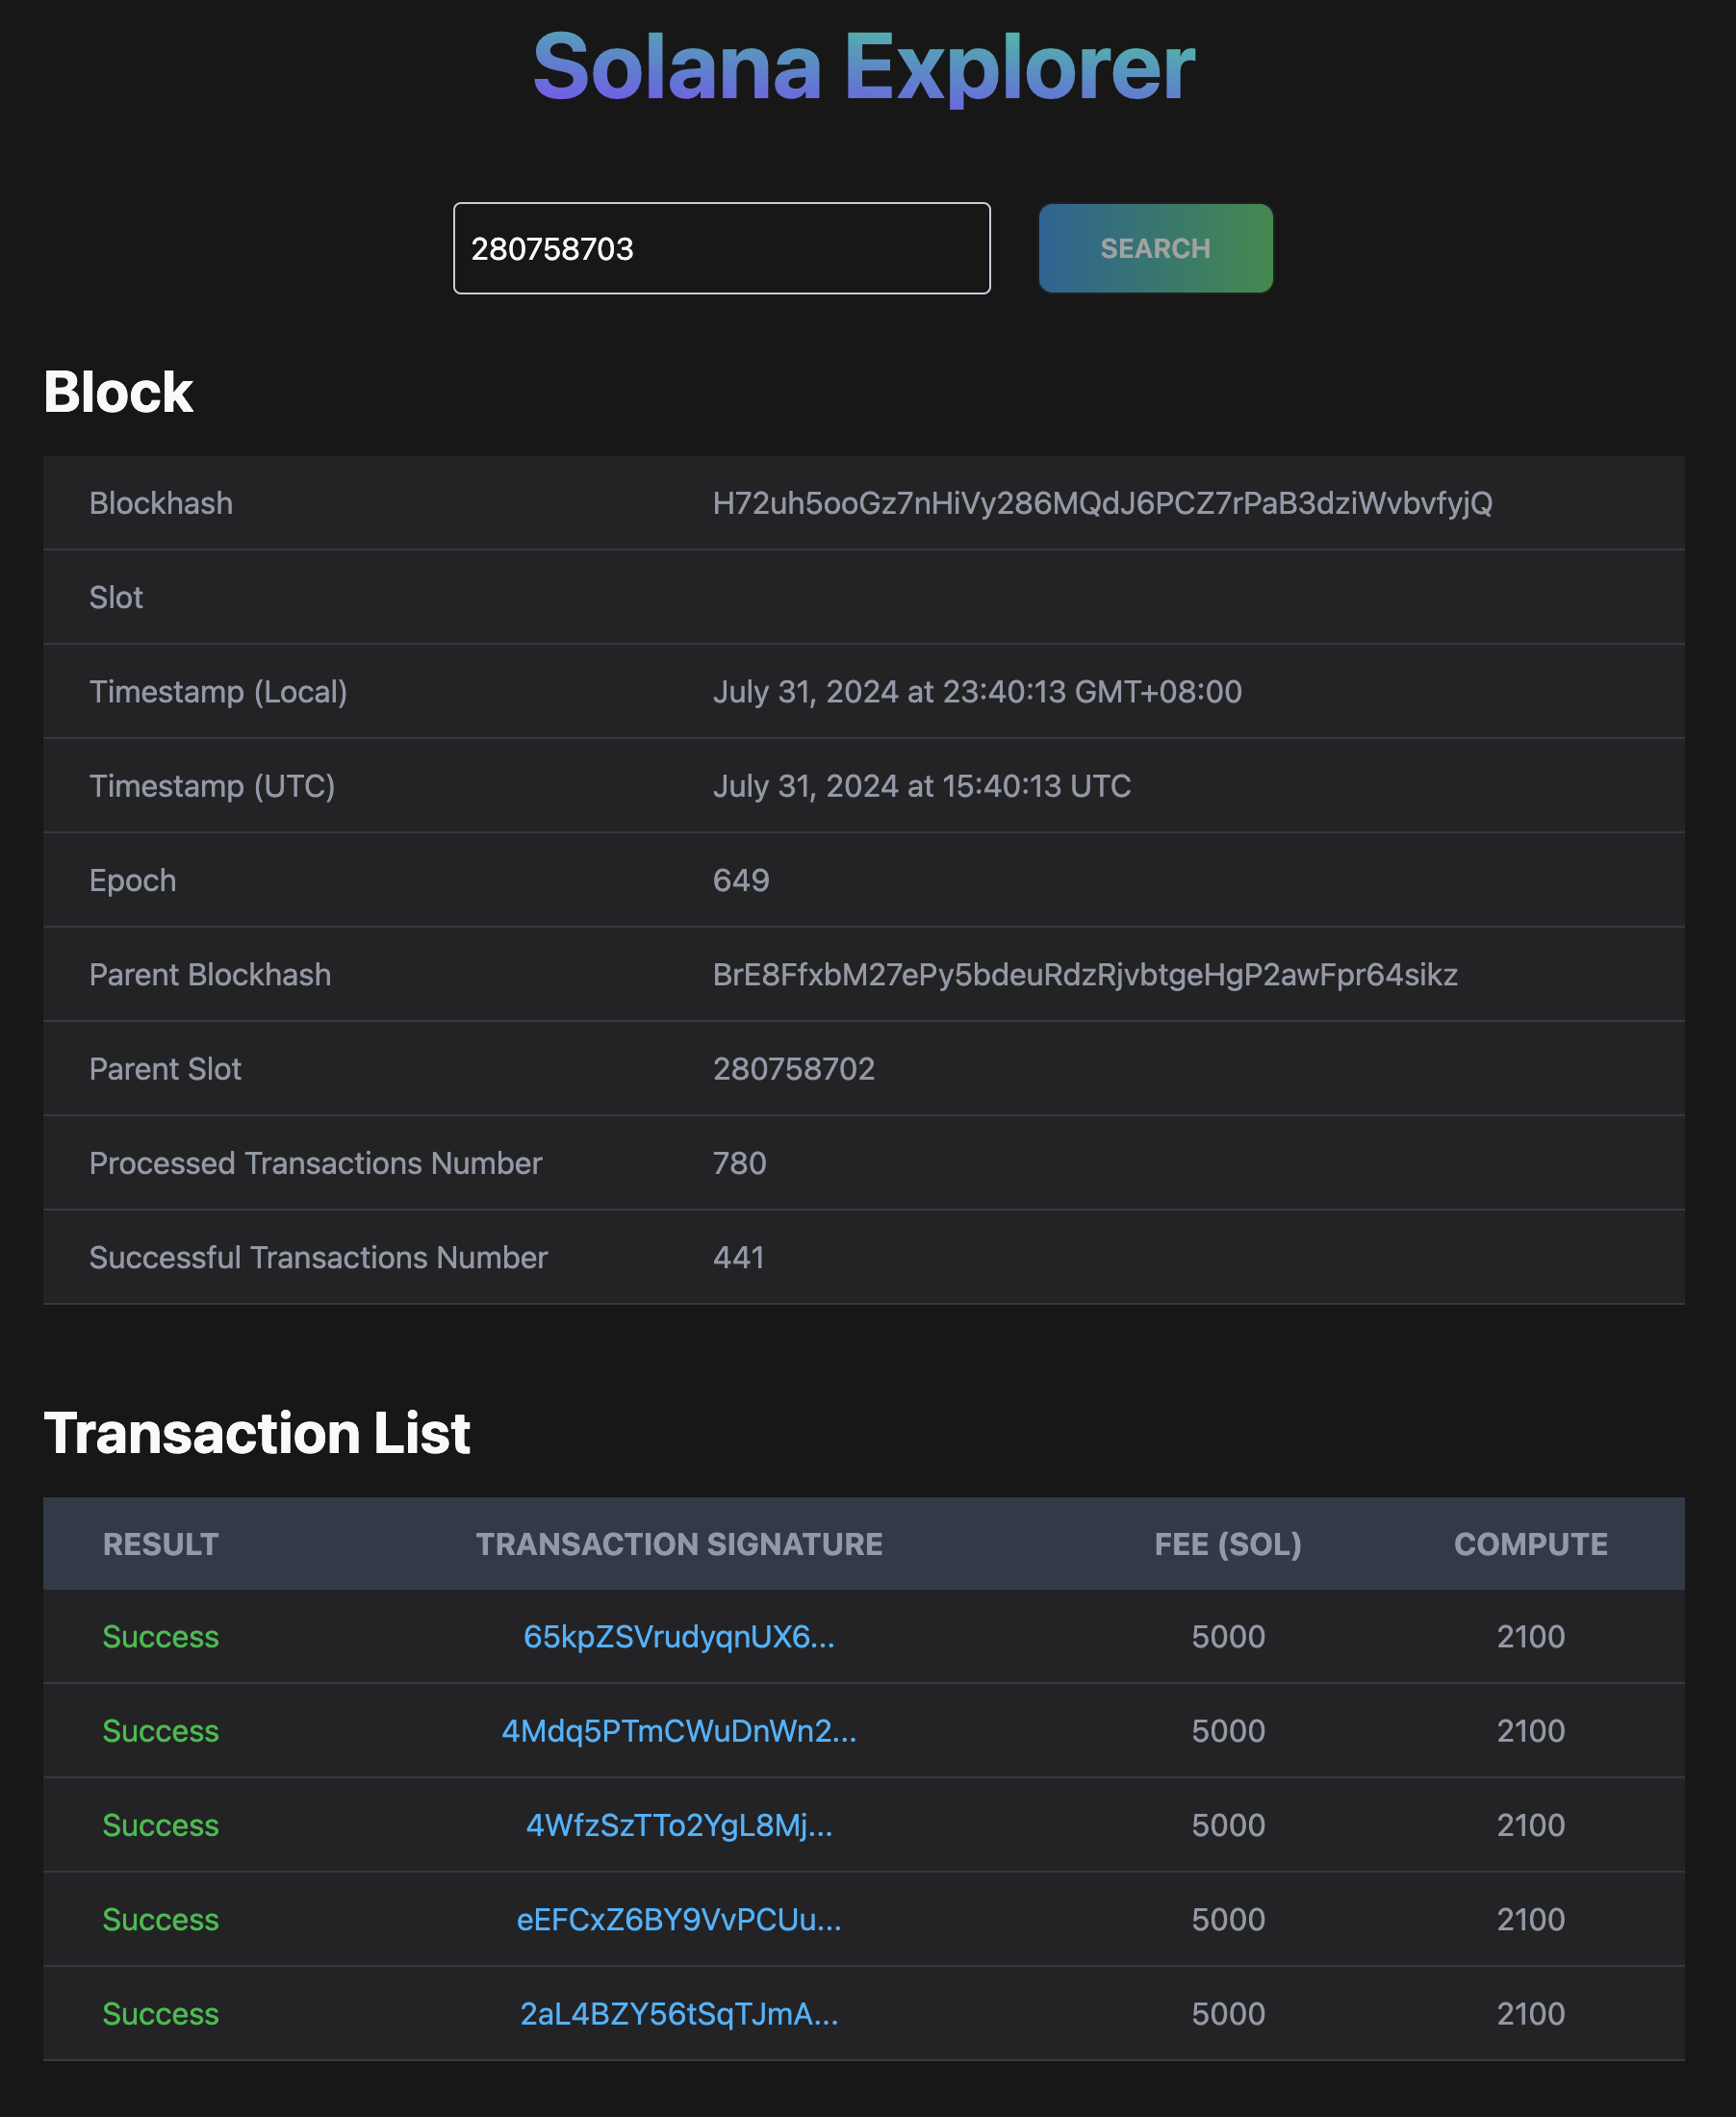 Solana Explorer
280758703
SEARCH
Block
Blockhash H72uh5ooGz7nHiVy286MQdJ6PCZ7rPaB3dziWvbvfyjQ
Slot
Timestamp (Local) July 31, 2024 at 23:40:13 GMT+08:00
Timestamp (UTC) July 31, 2024 at 15:40:13 UTC
Epoch 649
Parent Blockhash BrE8FfxbM27ePy5bdeuRdzRjvbtgeHgP2awFpr64sikz
Parent Slot 280758702
Processed Transactions Number 780
Successful Transactions Number 441
Transaction List
RESULT TRANSACTION SIGNATURE FEE (SOL) COMPUTE
Success 65kpZSVrudyqnUX6... 5000 2100
Success 4Mdq5PTmCWuDnWn2... 5000 2100
Success 4WfzSzTTo2YgL8Mj... 5000 2100
Success eEFCxZ6BY9VvPCUu... 5000 2100
Success 2aL4BZY56tSqTJmA... 5000 2100